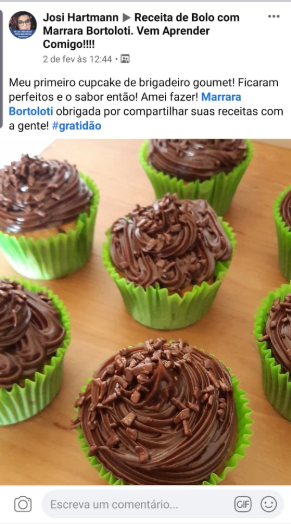 Josi Hartmann ▶ Receita de Bolo com
Marrara Bortoloti. Vem Aprender
Comigo!!!!
2 de fev às 12:44 •
Meu primeiro cupcake de brigadeiro goumet! Ficaram
perfeitos e o sabor então! Amei fazer! Marrara
Bortoloti obrigada por compartilhar suas receitas com
a gente! #gratidão
Escreva um comentário...
GIF